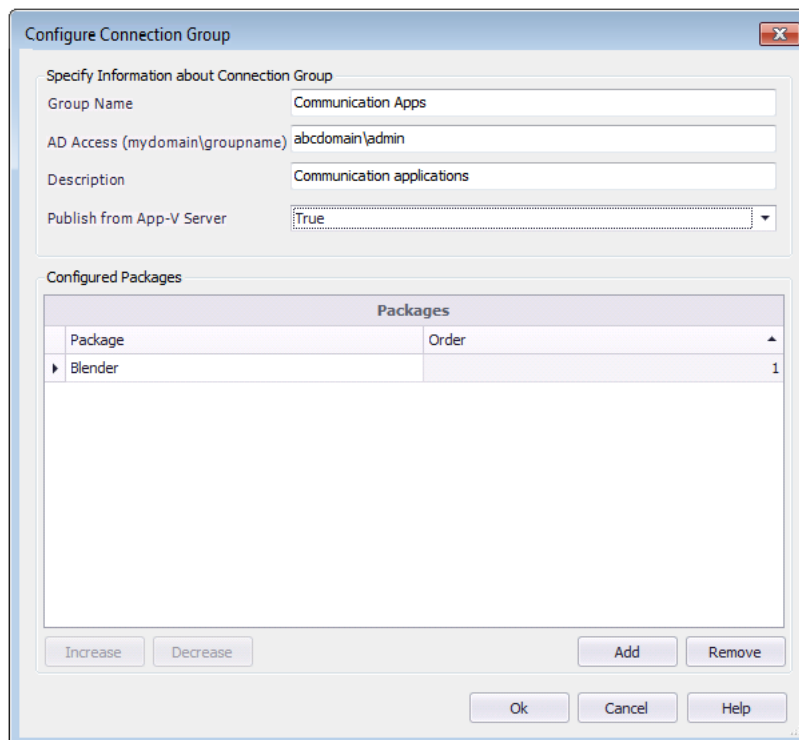 Configure Connection Group
Specify Information about Connection Group
Group Name Communication Apps
AD Access (mydomain\groupname) abcdomain\admin
Description Communication applications
Publish from App-V Server True
Configured Packages
Packages
Package Order
Blender 1
Increase Decrease Add Remove
Ok Cancel Help